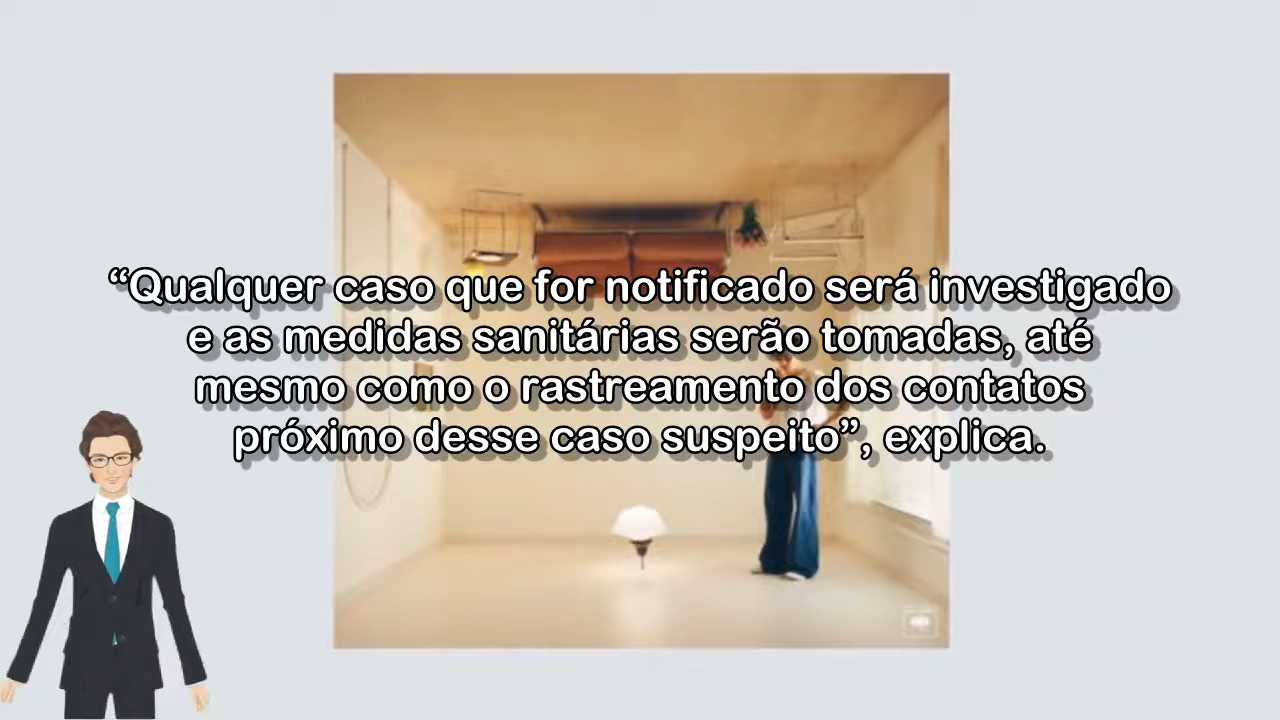 “Qualquer caso que for notificado será investigado
e as medidas sanitárias serão tomadas, até
mesmo como o rastreamento dos contatos
próximo desse caso suspeito”, explica.